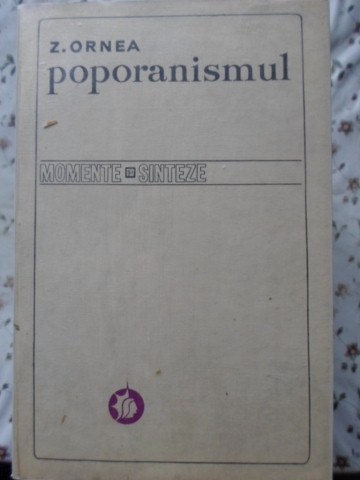 Z. ORNEA
poporanismul
MOMENTE SINTEZE